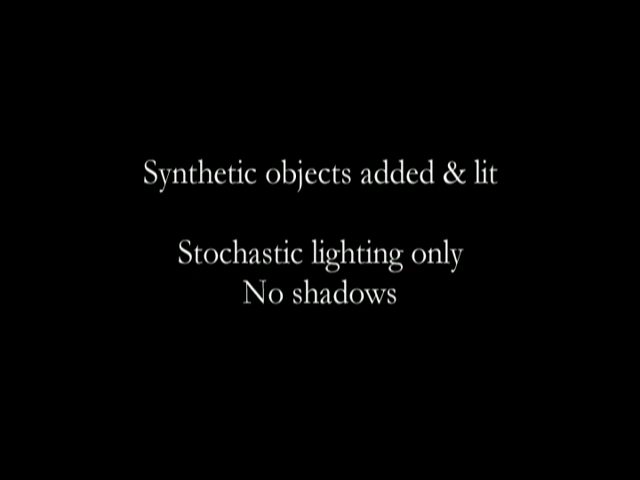 Synthetic objects added & lit
Stochastic lighting only
No shadows